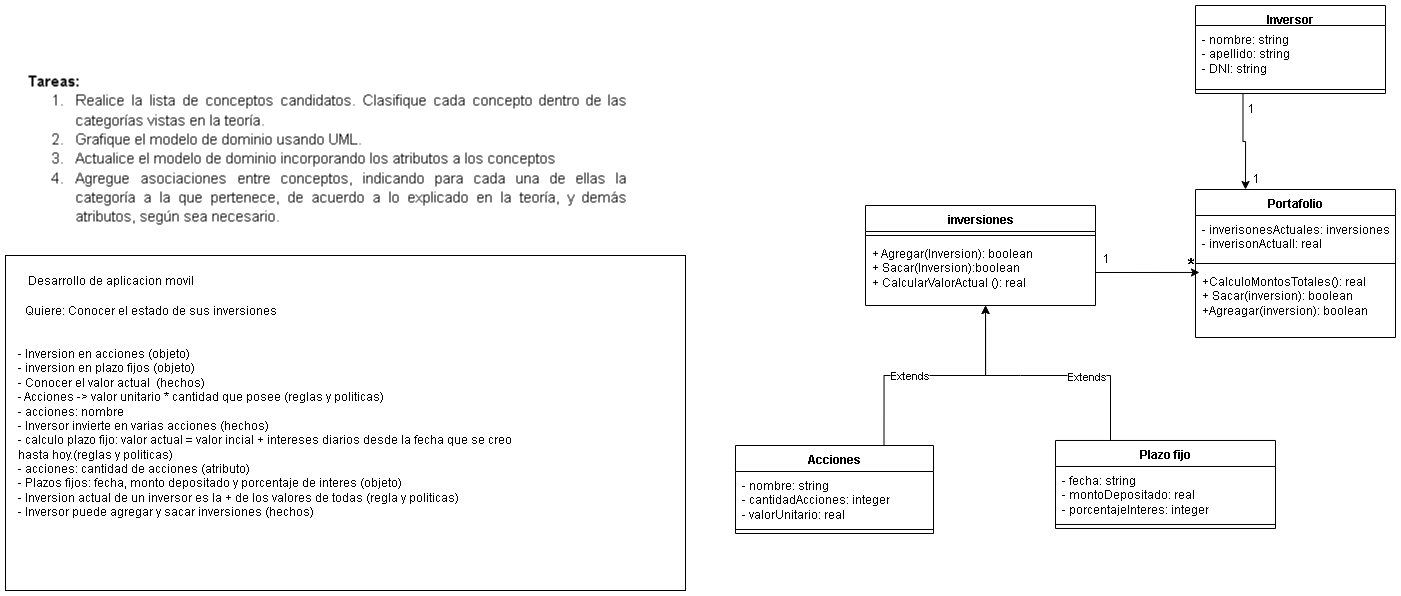 Tareas:
1. Realice la lista de conceptos candidatos. Clasifique cada concepto dentro de las
categorías vistas en la teoría.
2. Grafique el modelo de dominio usando UML.
3. Actualice el modelo de dominio incorporando los atributos a los conceptos
4. Agregue asociaciones entre conceptos, indicando para cada una de ellas la
categoría a la que pertenece, de acuerdo a lo explicado en la teoría, y demás
atributos, según sea necesario.
Desarrollo de aplicacion movil
Quiere: Conocer el estado de sus inversiones
- Inversion en acciones (objeto)
- inversion en plazo fijos (objeto)
- Conocer el valor actual (hechos)
- Acciones -> valor unitario * cantidad que posee (reglas y politicas)
- acciones: nombre
- Inversor invierte en varias acciones (hechos)
- calculo plazo fijo: valor actual = valor incial + intereses diarios desde la fecha que se creo
hasta hoy.(reglas y politicas)
- acciones: cantidad de acciones (atributo)
- Plazos fijos: fecha, monto depositado y porcentaje de interes (objeto)
- Inversion actual de un inversor es la + de los valores de todas (regla y politicas)
- Inversor puede agregar y sacar inversiones (hechos)
Inversor
- nombre: string
- apellido: string
- DNI: string
1
1
Portafolio
- inverisonesActuales: inversiones
- inverisonActuall: real
+CalculoMontosTotales(): real
+ Sacar(inversion): boolean
+Agreagar(inversion): boolean
inversiones
+ Agregar(Inversion): boolean
+ Sacar(Inversion):boolean
+ CalcularValorActual (): real
1
*
Extends
Extends
Acciones
- nombre: string
- cantidadAcciones: integer
- valorUnitario: real
Plazo fijo
- fecha: string
- montoDepositado: real
- porcentajeInteres: integer